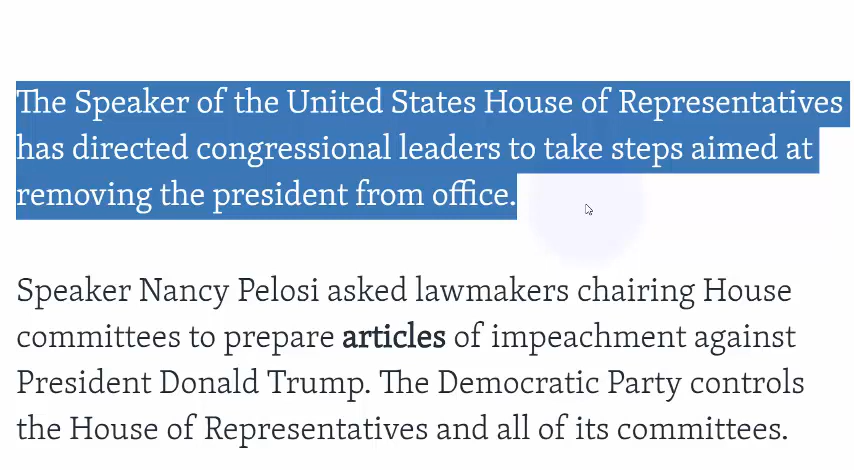 The Speaker of the United States House of Representatives
has directed congressional leaders to take steps aimed at
removing the president from office.
Speaker Nancy Pelosi asked lawmakers chairing House
committees to prepare articles of impeachment against
President Donald Trump. The Democratic Party controls
the House of Representatives and all of its committees.